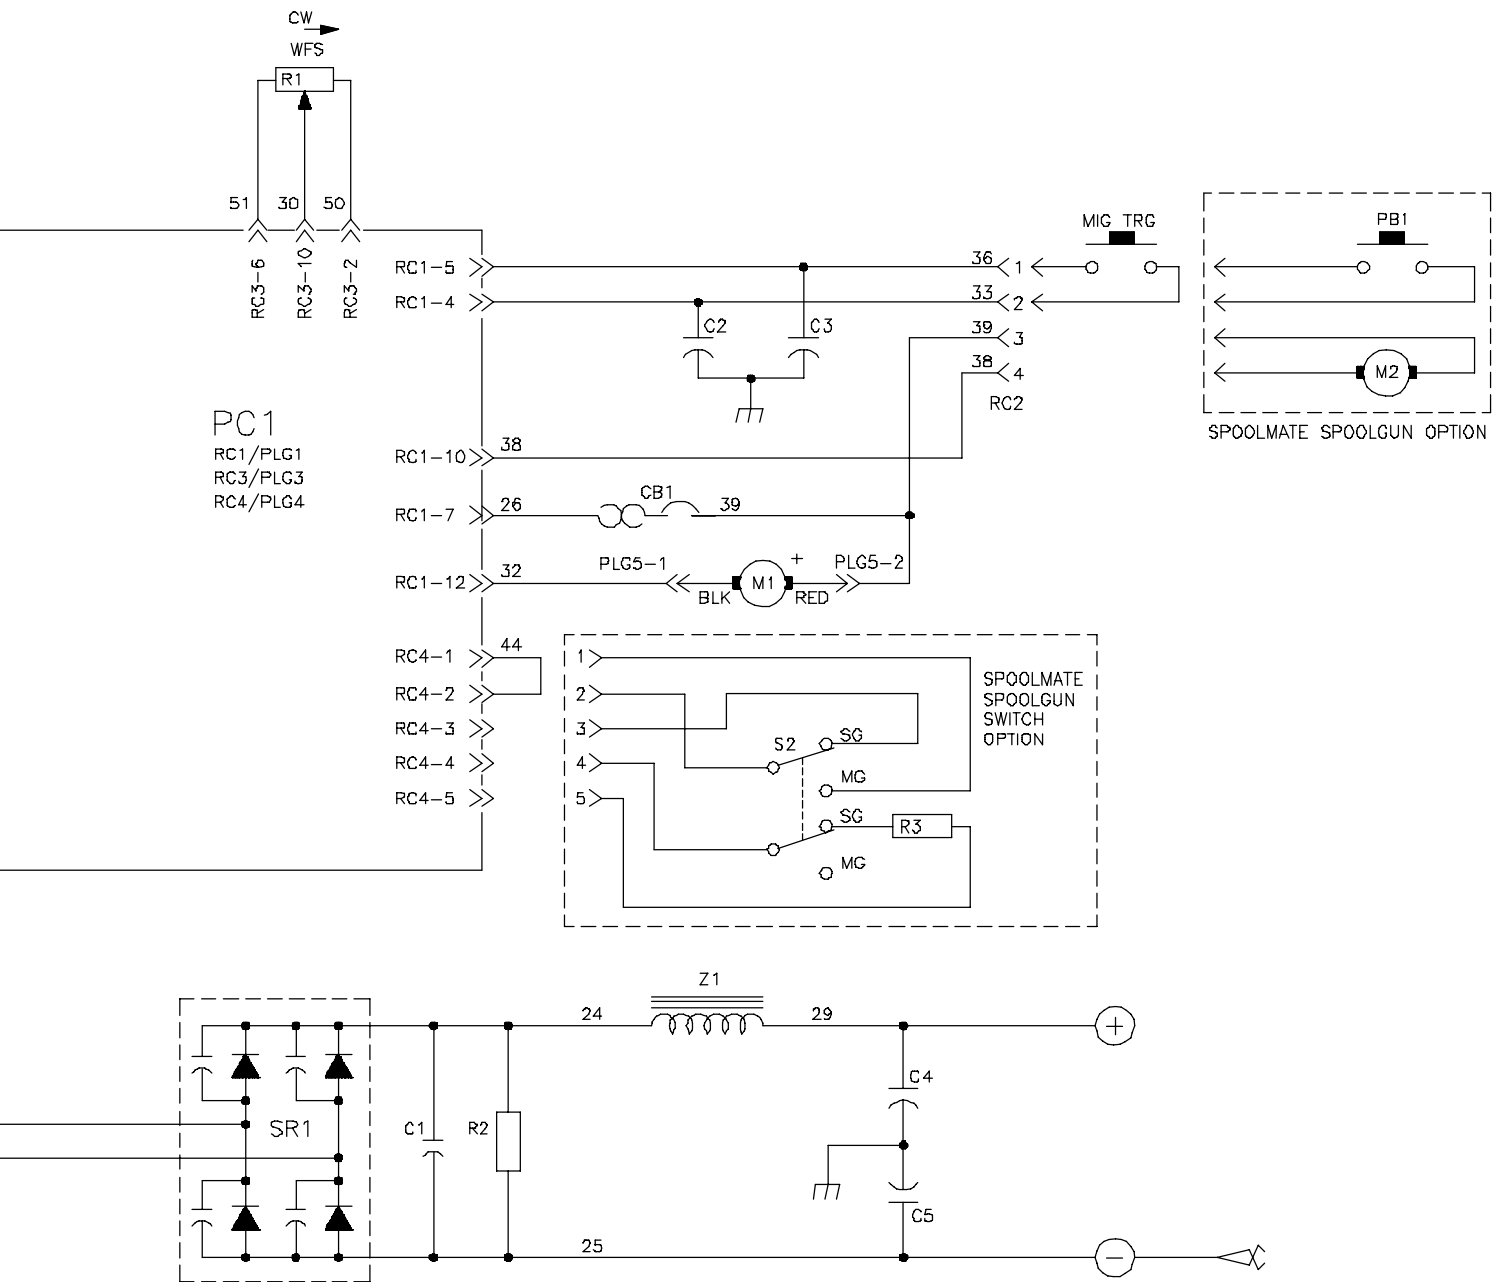 CW
WFS
R1
51 30 50
RC3-6
RC3-10
RC3-2
RC1-5
RC1-4
36
33
39
38
1
2
3
4
RC2
MIG TRG
PB1
M2
SPOOLMATE SPOOLGUN OPTION
C2
C3
PC1
RC1/PLG1
RC3/PLG3
RC4/PLG4
RC1-10
38
RC1-7
26
CB1
39
RC1-12
32
PLG5-1
BLK
M1
+
RED
PLG5-2
RC4-1
44
RC4-2
RC4-3
RC4-4
RC4-5
1
2
3
4
5
S2
SG
MG
SG
MG
R3
SPOOLMATE
SPOOLGUN
SWITCH
OPTION
Z1
24
29
+
SR1
C1
R2
C4
C5
25
-